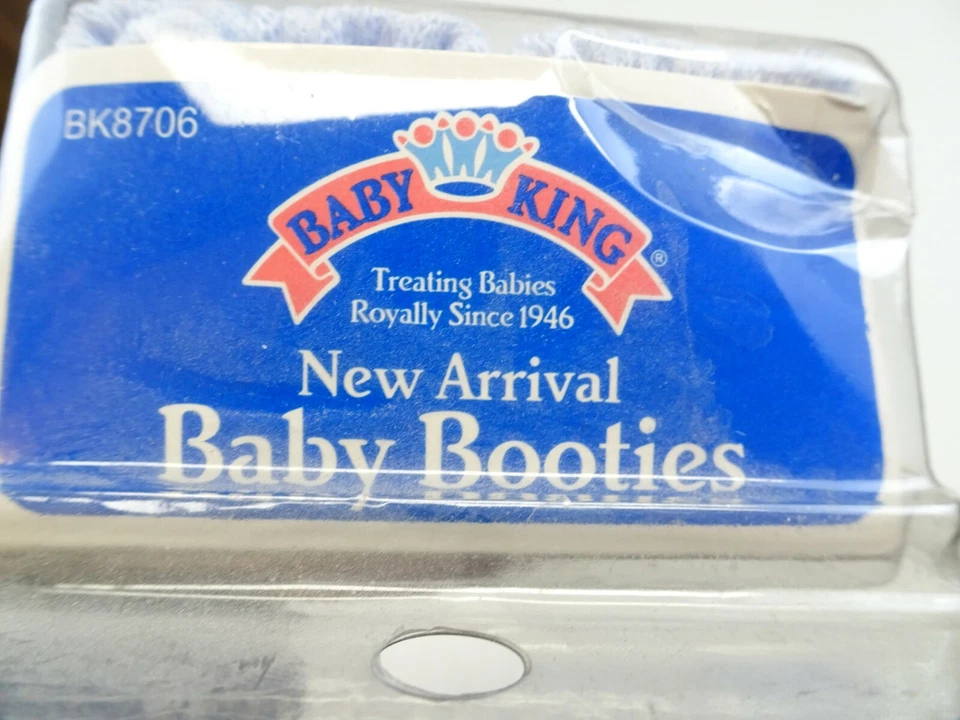 BK8706
BABY KING®
Treating Babies
Royally Since 1946
New Arrival
Baby Booties